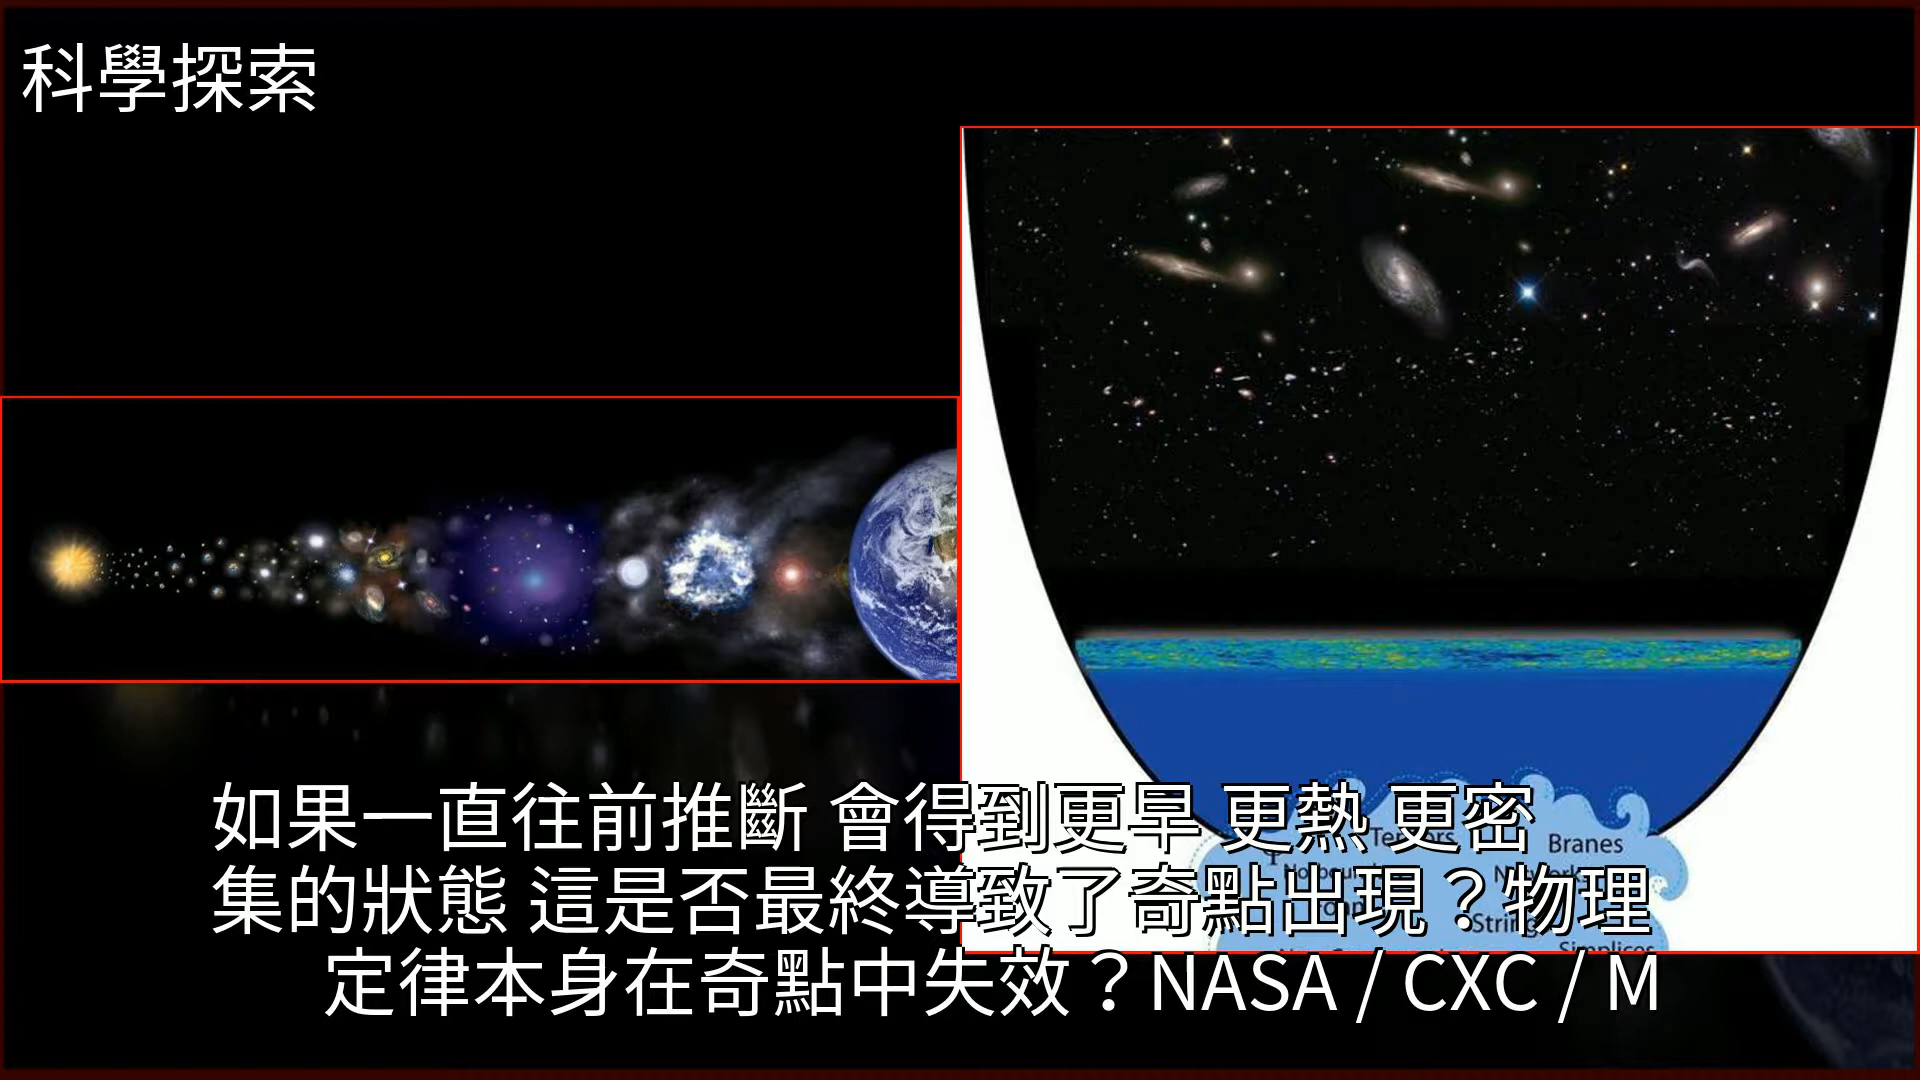 科學探索
如果一直往前推斷 會得到更早 更熱 更密
集的狀態 這是否最終導致了奇點出現？物理
定律本身在奇點中失效？NASA / CXC / M
Branes
String